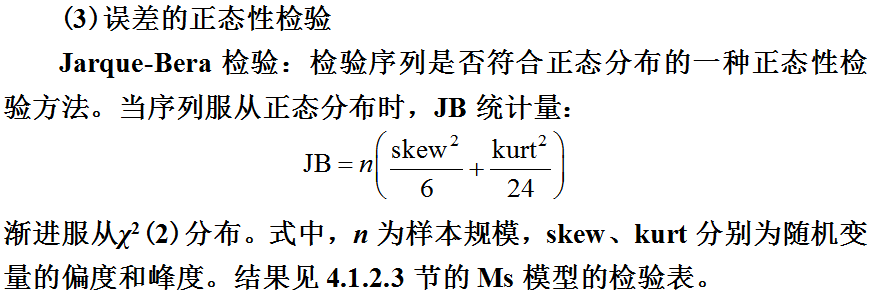 (3)误差的正态性检验
Jarque-Bera 检验：检验序列是否符合正态分布的一种正态性检
验方法。当序列服从正态分布时，JB 统计量：
JB = n(skew²/6 + kurt²/24)
渐进服从χ²(2)分布。式中，n 为样本规模，skew、kurt 分别为随机变
量的偏度和峰度。结果见 4.1.2.3 节的 Ms 模型的检验表。